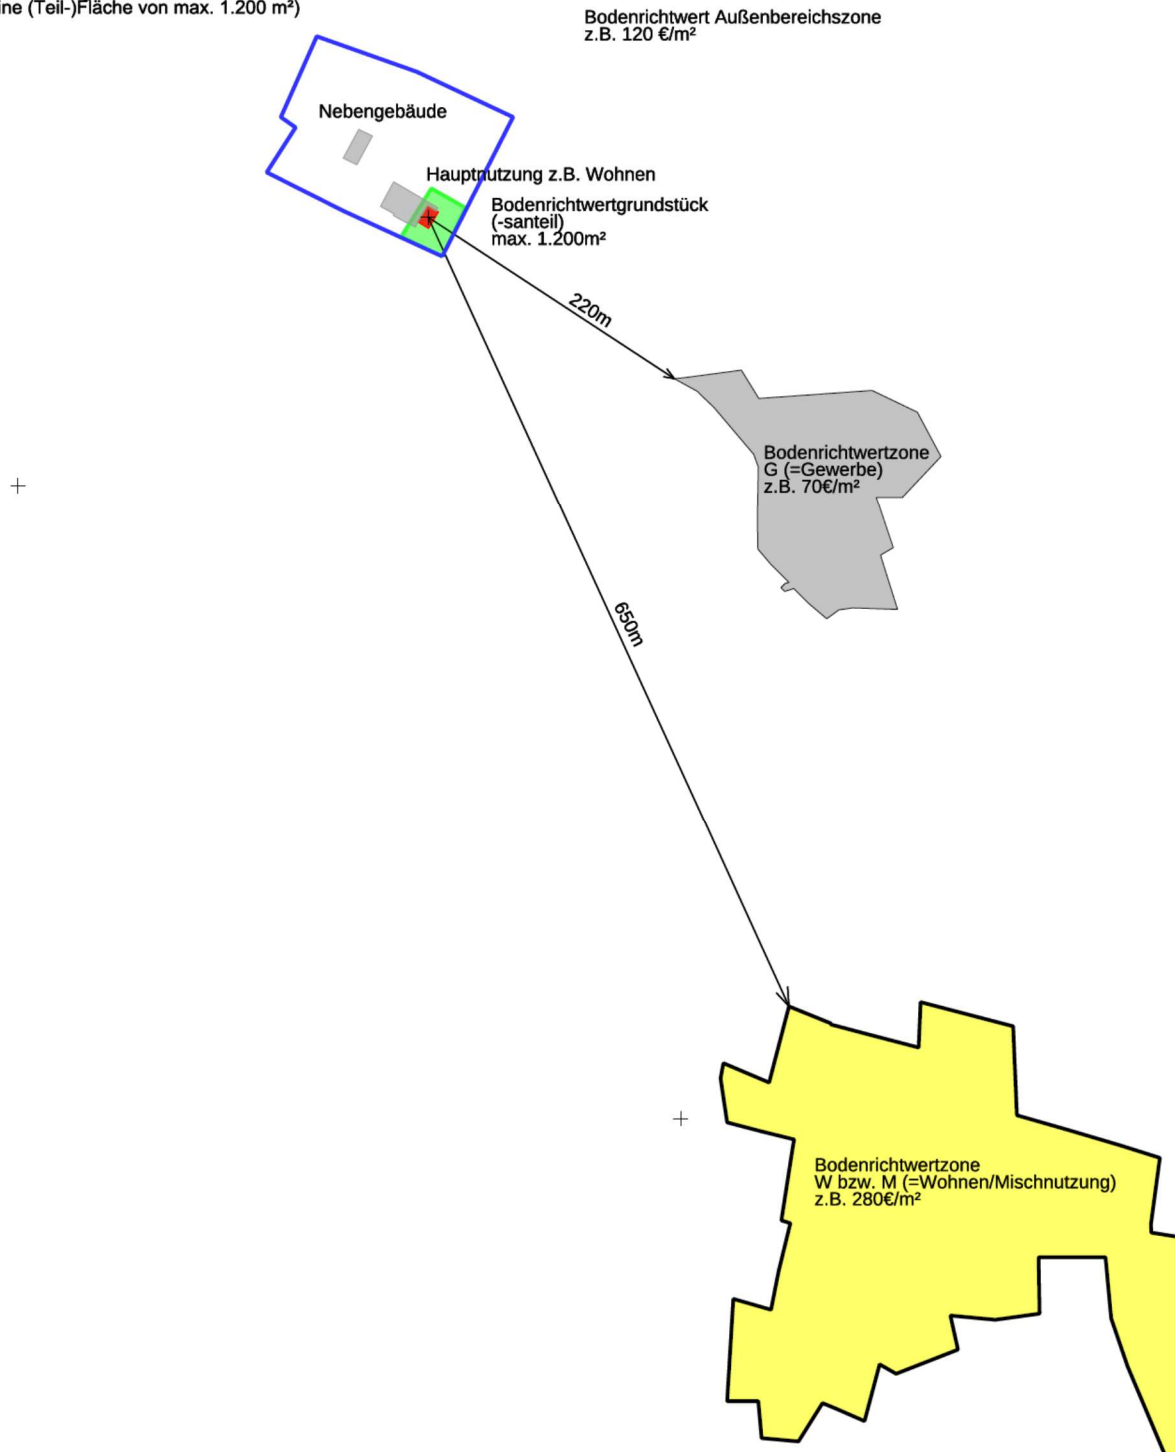 ine (Teil-)Fläche von max. 1.200 m²)
Bodenrichtwert Außenbereichszone
z.B. 120 €/m²
Nebengebäude
Hauptnutzung z.B. Wohnen
Bodenrichtwertgrundstück
(-santeil)
max. 1.200m²
220m
Bodenrichtwertzone
G (=Gewerbe)
z.B. 70€/m²
650m
Bodenrichtwertzone
W bzw. M (=Wohnen/Mischnutzung)
z.B. 280€/m²